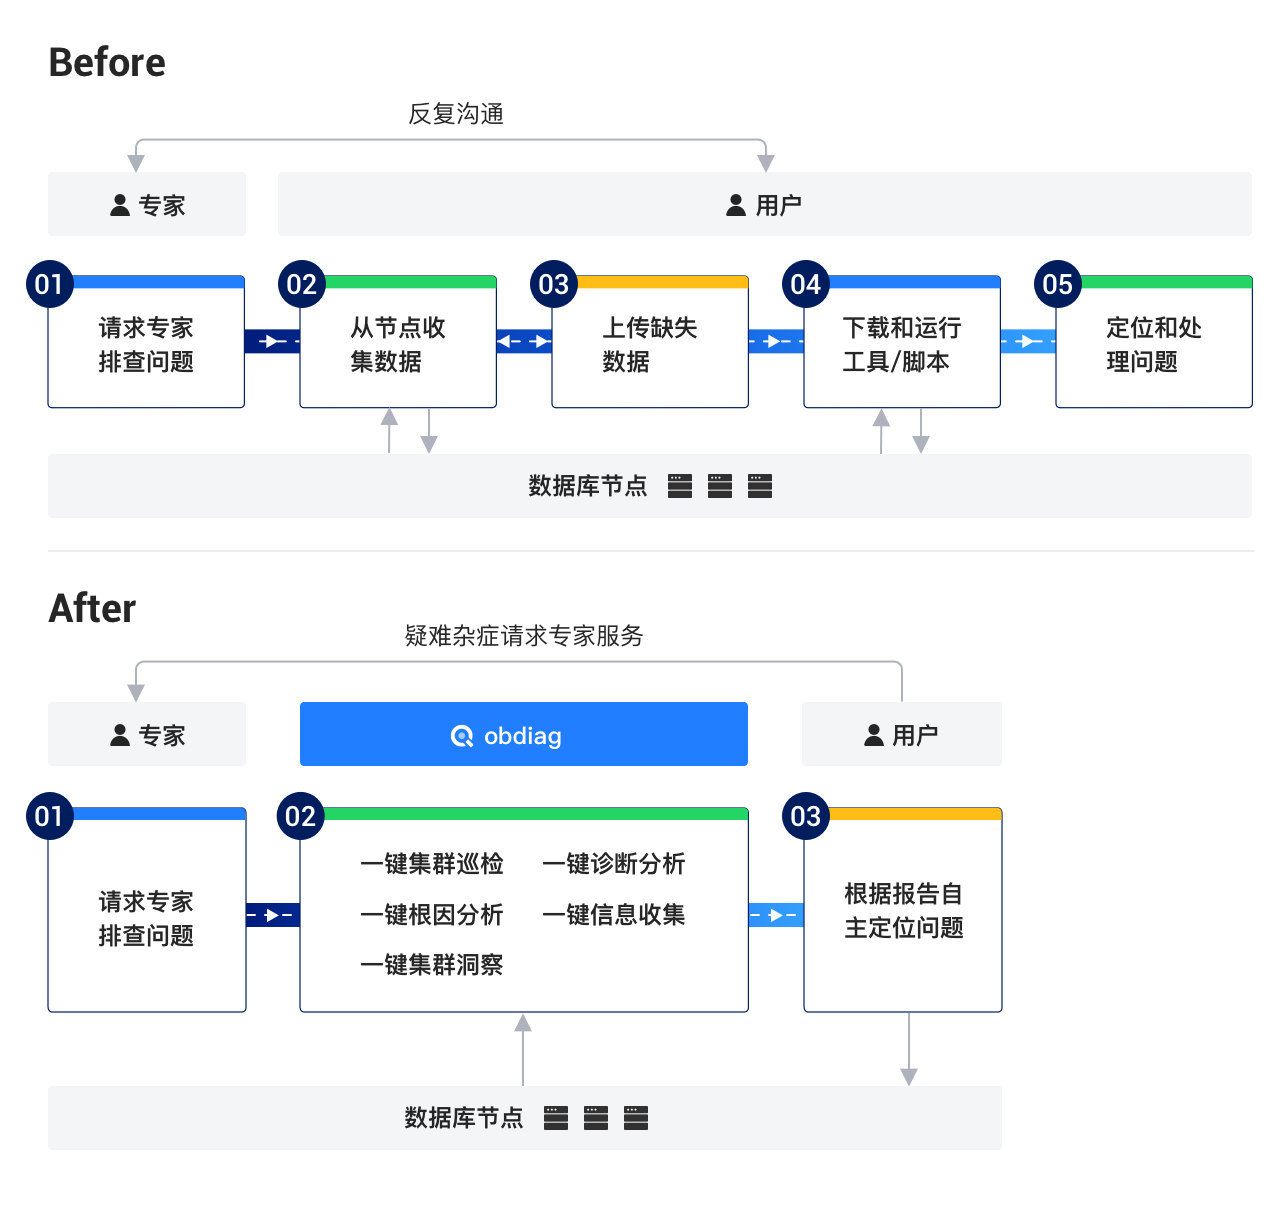 Before
反复沟通
专家
用户
01
02
03
04
05
请求专家
排查问题
从节点收
集数据
上传缺失
数据
下载和运行
工具/脚本
定位和处
理问题
数据库节点
After
疑难杂症请求专家服务
专家
obdiag
用户
01
02
03
请求专家
排查问题
一键集群巡检
一键诊断分析
一键根因分析
一键信息收集
一键集群洞察
根据报告自
主定位问题
数据库节点